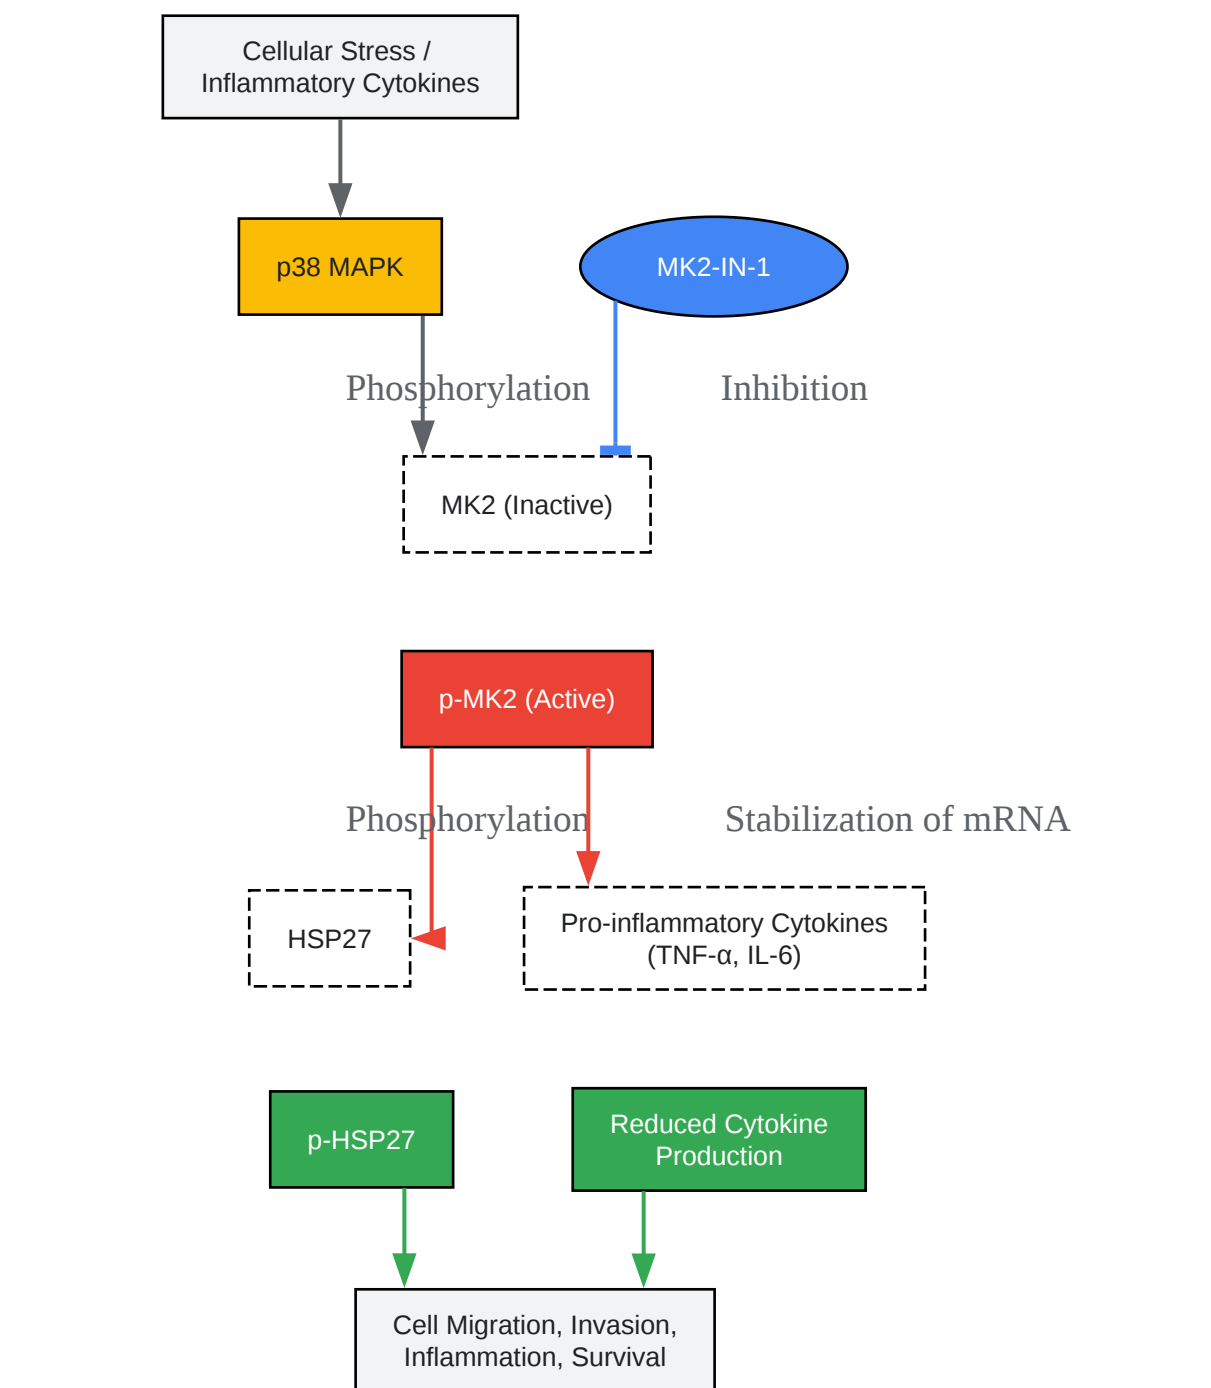 Cellular Stress /
Inflammatory Cytokines
p38 MAPK
MK2-IN-1
Phosphorylation
Inhibition
MK2 (Inactive)
p-MK2 (Active)
Phosphorylation
Stabilization of mRNA
HSP27
Pro-inflammatory Cytokines
(TNF-α, IL-6)
p-HSP27
Reduced Cytokine
Production
Cell Migration, Invasion,
Inflammation, Survival